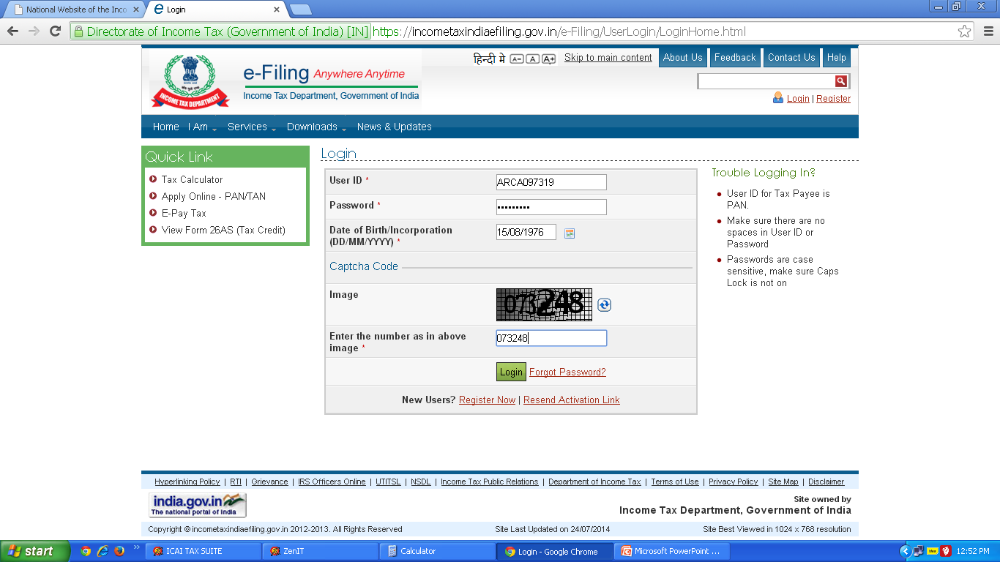 National Website of the Inco
Login
Directorate of Income Tax (Government of India) [IN] https://incometaxindiaefiling.gov.in/e-Filing/UserLogin/LoginHome.html
INCOME TAX DEPARTMENT
e-Filing Anywhere Anytime
Income Tax Department, Government of India
हिन्दी मे A- A A+ Skip to main content About Us Feedback Contact Us Help
Login | Register
Home I Am Services Downloads News & Updates
Quick Link
Tax Calculator
Apply Online - PAN/TAN
E-Pay Tax
View Form 26AS (Tax Credit)
Login
User ID * ARCA097319
Password * •••••••••
Date of Birth/Incorporation
(DD/MM/YYYY) * 15/08/1976
Captcha Code
Image 073248
Enter the number as in above
image * 073248
Login Forgot Password?
New Users? Register Now | Resend Activation Link
Trouble Logging In?
User ID for Tax Payee is
PAN.
Make sure there are no
spaces in User ID or
Password
Passwords are case
sensitive, make sure Caps
Lock is not on
Hyperlinking Policy | RTI | Grievance | IRS Officers Online | UTITSL | NSDL | Income Tax Public Relations | Department of Income Tax | Terms of Use | Privacy Policy | Site Map | Disclaimer
india.gov.in
The national portal of India
Site owned by
Income Tax Department, Government of India
Copyright © incometaxindiaefiling.gov.in 2012-2013. All Rights Reserved Site Last Updated on 24/07/2014 Site Best Viewed in 1024 x 768 resolution
start ICAI TAX SUITE ZenIT Calculator Login - Google Chrome Microsoft PowerPoint ... 12:52 PM